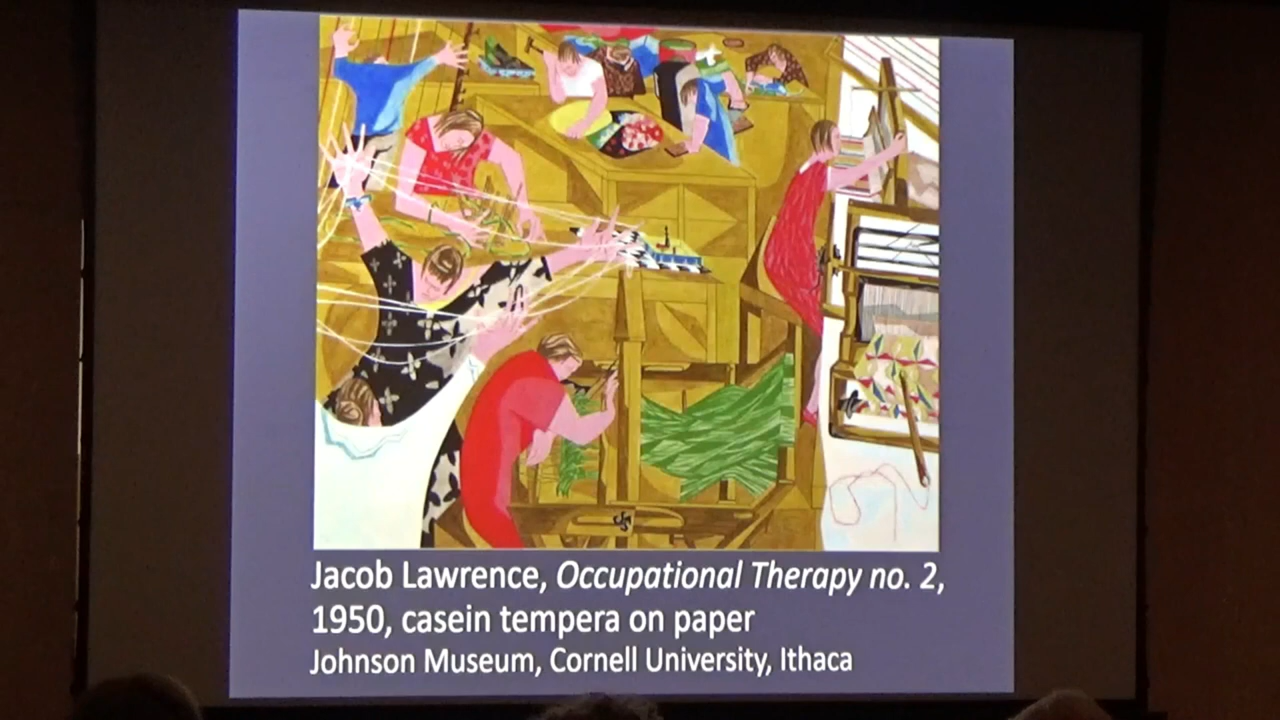 Jacob Lawrence, Occupational Therapy no. 2,
1950, casein tempera on paper
Johnson Museum, Cornell University, Ithaca